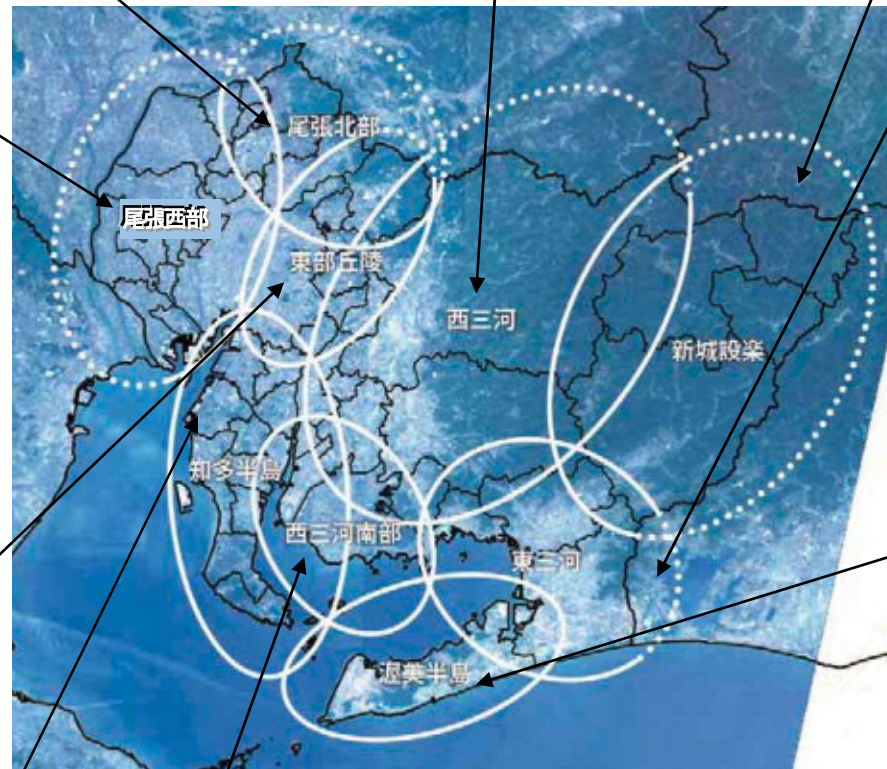 尾張北部
尾張西部
東部丘陵
西三河
新城設楽
知多半島
西三河南部
東三河
渥美半島